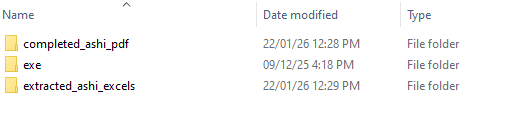 Name Date modified Type
completed_ashi_pdf 22/01/26 12:28 PM File folder
exe 09/12/25 4:18 PM File folder
extracted_ashi_excels 22/01/26 12:29 PM File folder